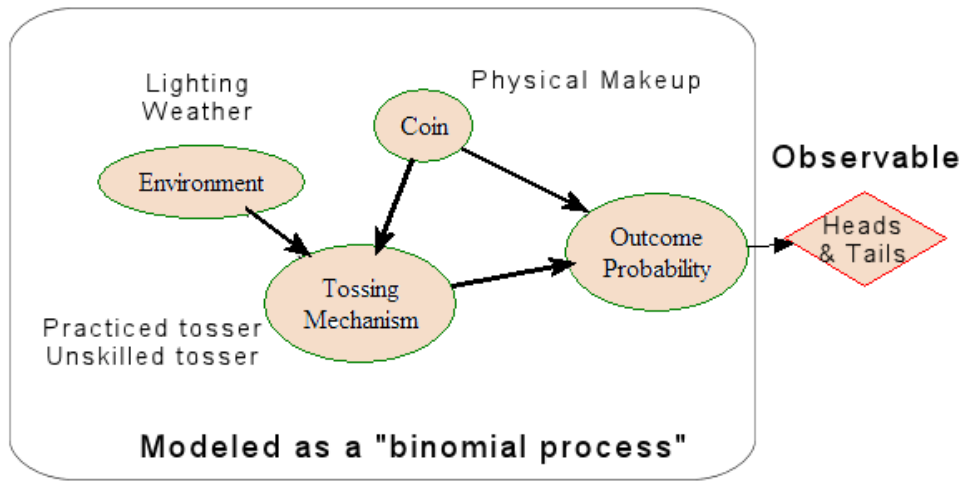 Lighting
Weather
Physical Makeup
Coin
Environment
Observable
Heads
& Tails
Outcome
Probability
Tossing
Mechanism
Practiced tosser
Unskilled tosser
Modeled as a "binomial process"